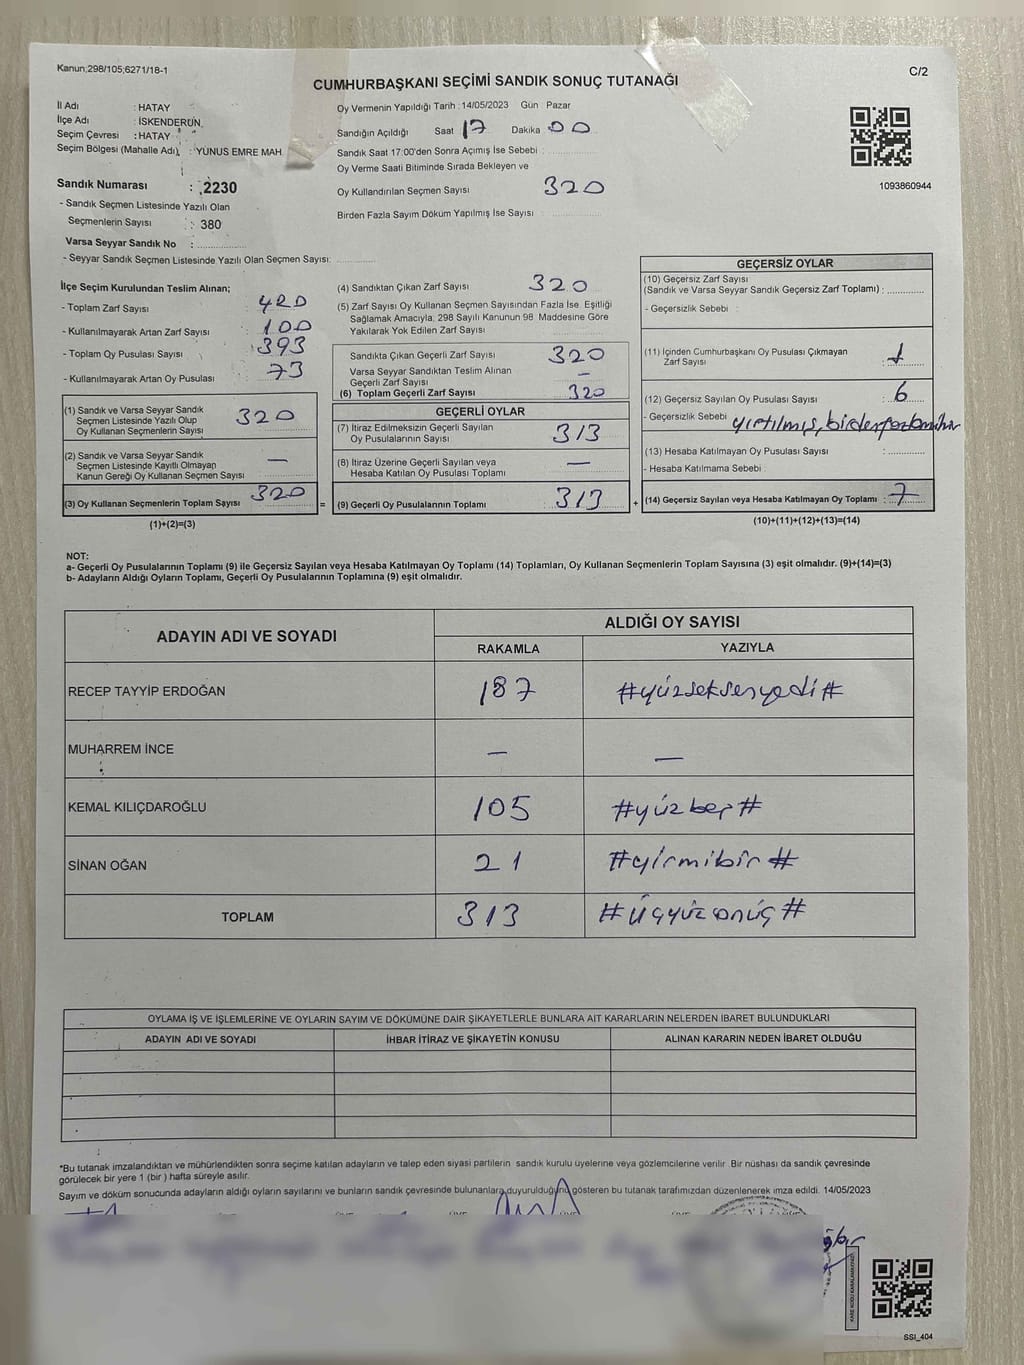 Kanun;298/105;6271/18-1
C/2
CUMHURBAŞKANI SEÇİMİ SANDIK SONUÇ TUTANAĞI
İl Adı : HATAY
İlçe Adı : İSKENDERUN
Seçim Çevresi : HATAY
Seçim Bölgesi (Mahalle Adı) : YUNUS EMRE MAH.
Sandık Numarası : 2230
- Sandık Seçmen Listesinde Yazılı Olan
Seçmenlerin Sayısı : 380
Varsa Seyyar Sandık No :
- Seyyar Sandık Seçmen Listesinde Yazılı Olan Seçmen Sayısı:
Oy Vermenin Yapıldığı Tarih : 14/05/2023 Gün : Pazar
Sandığın Açıldığı Saat 17 Dakika 00
Sandık Saat 17:00'den Sonra Açımış İse Sebebi :
Oy Verme Saati Bitiminde Sırada Bekleyen ve
Oy Kullandırılan Seçmen Sayısı 320
Birden Fazla Sayım Döküm Yapılmış İse Sayısı :
1093860944
İlçe Seçim Kurulundan Teslim Alınan;
- Toplam Zarf Sayısı : 420
- Kullanılmayarak Artan Zarf Sayısı : 100
- Toplam Oy Pusulası Sayısı : 393
- Kullanılmayarak Artan Oy Pusulası : 73
(1) Sandık ve Varsa Seyyar Sandık
Seçmen Listesinde Yazılı Olup
Oy Kullanan Seçmenlerin Sayısı 320
(2) Sandık ve Varsa Seyyar Sandık
Seçmen Listesinde Kayıtlı Olmayan
Kanun Gereği Oy Kullanan Seçmen Sayısı —
(3) Oy Kullanan Seçmenlerin Toplam Sayısı 320 =
(1)+(2)=(3)
(4) Sandıktan Çıkan Zarf Sayısı 320
(5) Zarf Sayısı Oy Kullanan Seçmen Sayısından Fazla İse, Eşitliği
Sağlamak Amacıyla; 298 Sayılı Kanunun 98. Maddesine Göre
Yakılarak Yok Edilen Zarf Sayısı
Sandıkta Çıkan Geçerli Zarf Sayısı 320
Varsa Seyyar Sandıktan Teslim Alınan
Geçerli Zarf Sayısı —
(6) Toplam Geçerli Zarf Sayısı 320
GEÇERLİ OYLAR
(7) İtiraz Edilmeksizin Geçerli Sayılan
Oy Pusulasının Sayısı 313
(8) İtiraz Üzerine Geçerli Sayılan veya
Hesaba Katılan Oy Pusulası Toplamı —
(9) Geçerli Oy Pusulalarının Toplamı 313 +
GEÇERSİZ OYLAR
(10) Geçersiz Zarf Sayısı
(Sandık ve Varsa Seyyar Sandık Geçersiz Zarf Toplamı) :
- Geçersizlik Sebebi :
(11) İçinden Cumhurbaşkanı Oy Pusulası Çıkmayan
Zarf Sayısı : 1
(12) Geçersiz Sayılan Oy Pusulası Sayısı : 6
- Geçersizlik Sebebi : yırtılmış,
(13) Hesaba Katılmayan Oy Pusulası Sayısı :
- Hesaba Katılmama Sebebi :
(14) Geçersiz Sayılan veya Hesaba Katılmayan Oy Toplamı : 7
(10)+(11)+(12)+(13)=(14)
NOT:
a- Geçerli Oy Pusulalarının Toplamı (9) ile Geçersiz Sayılan veya Hesaba Katılmayan Oy Toplamı (14) Toplamları, Oy Kullanan Seçmenlerin Toplam Sayısına (3) eşit olmalıdır. (9)+(14)=(3)
b- Adayların Aldığı Oyların Toplamı, Geçerli Oy Pusulalarının Toplamına (9) eşit olmalıdır.
ADAYIN ADI VE SOYADI
ALDIĞI OY SAYISI
RAKAMLA YAZIYLA
RECEP TAYYİP ERDOĞAN 187 #yüzseksenyedi#
MUHARREM İNCE — —
KEMAL KILIÇDAROĞLU 105 #yüzbeş#
SİNAN OĞAN 21 #yirmibir#
TOPLAM 313 #üçyüzonüç#
OYLAMA İŞ VE İŞLEMLERİNE VE OYLARIN SAYIM VE DÖKÜMÜNE DAİR ŞİKAYETLERLE BUNLARA AİT KARARLARIN NELERDEN İBARET BULUNDUKLARI
ADAYIN ADI VE SOYADI İHBAR İTİRAZ VE ŞİKAYETİN KONUSU ALINAN KARARIN NEDEN İBARET OLDUĞU
*Bu tutanak imzalandıktan ve mühürlendikten sonra seçime katılan adayların ve talep eden siyasi partilerin sandık kurulu üyelerine veya gözlemcilerine verilir. Bir nüshası da sandık çevresinde
görülecek bir yere 1 (bir) hafta süreyle asılır.
Sayım ve döküm sonucunda adayların aldığı oyların sayılarını ve bunların sandık çevresinde bulunanlara duyurulduğunu gösteren bu tutanak tarafımızdan düzenlenerek imza edildi. 14/05/2023
SSI_404